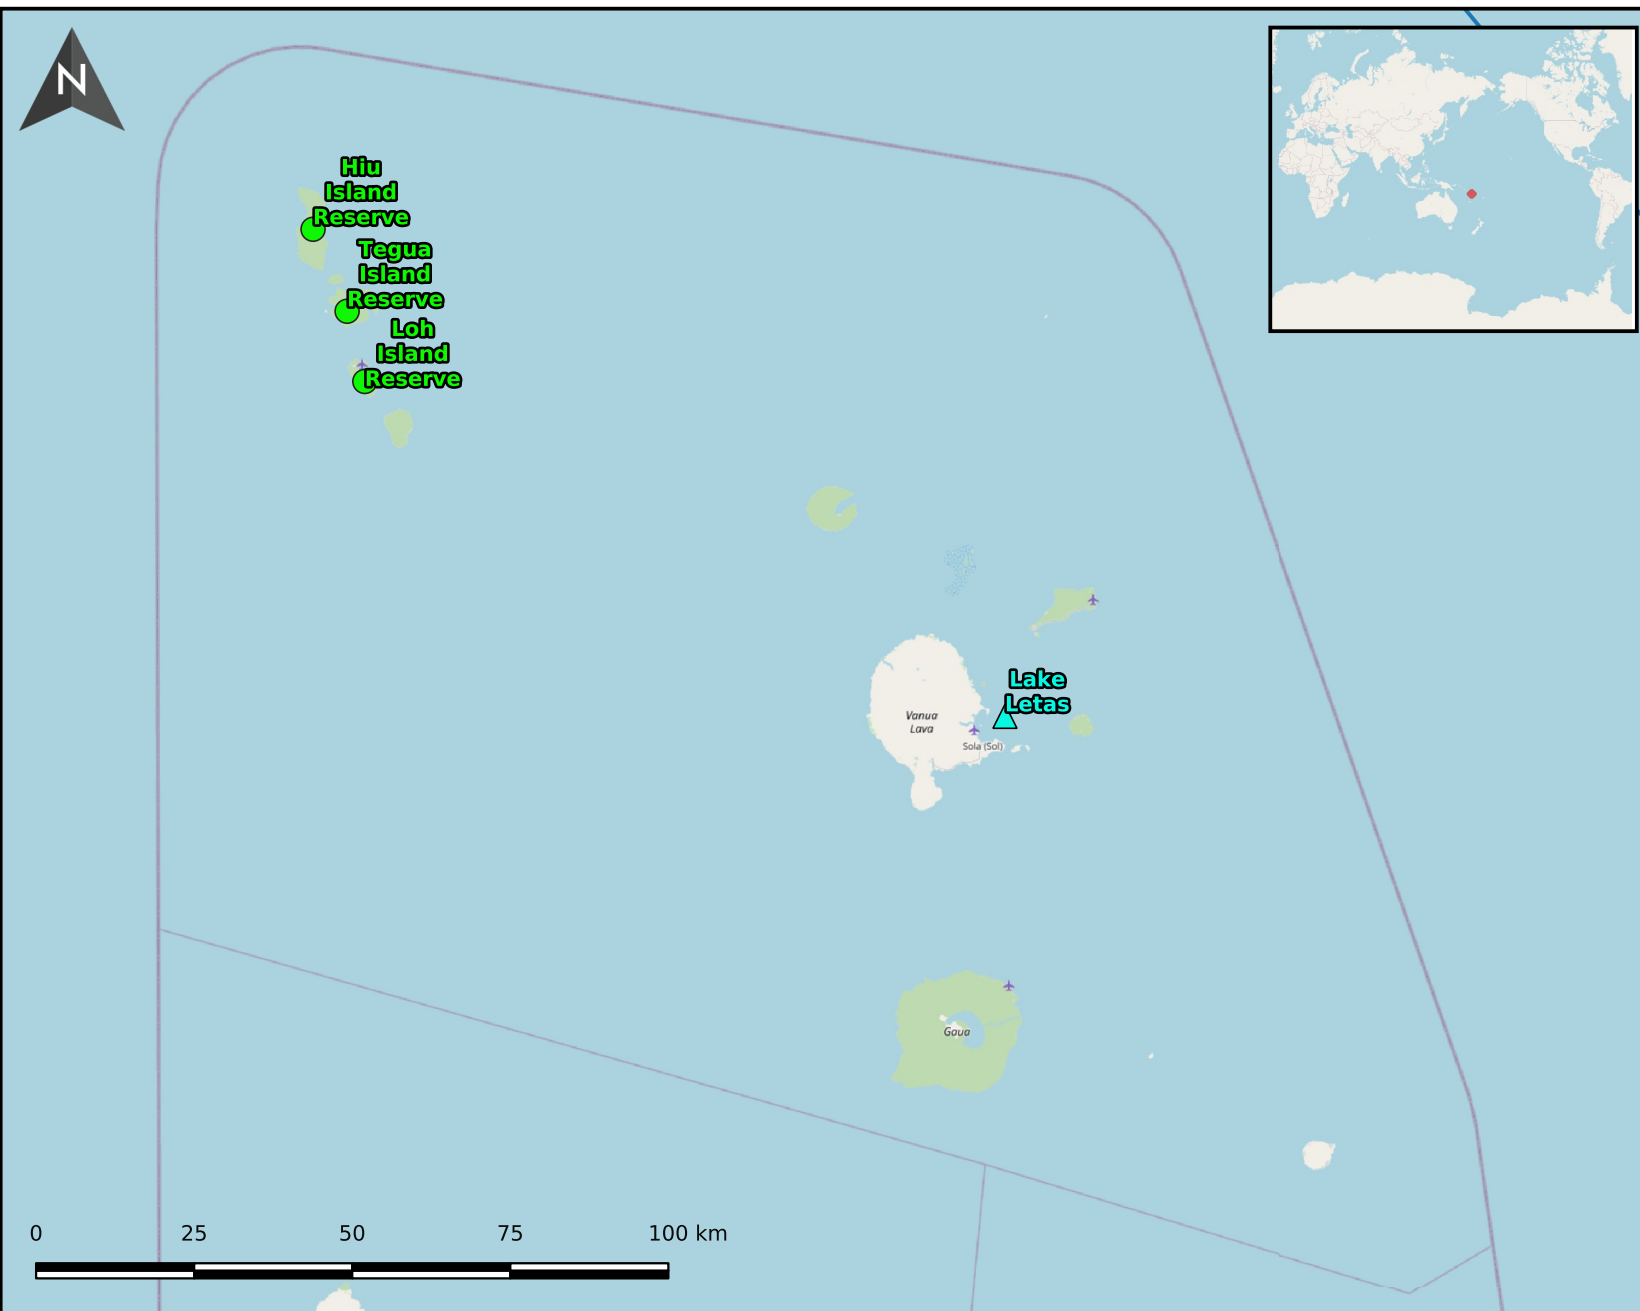 N
Hiu
Island
Reserve
Tegua
Island
Reserve
Loh
Island
Reserve
Lake
Letas
Vanua
Lava
Sola (Sol)
Gaua
0 25 50 75 100 km